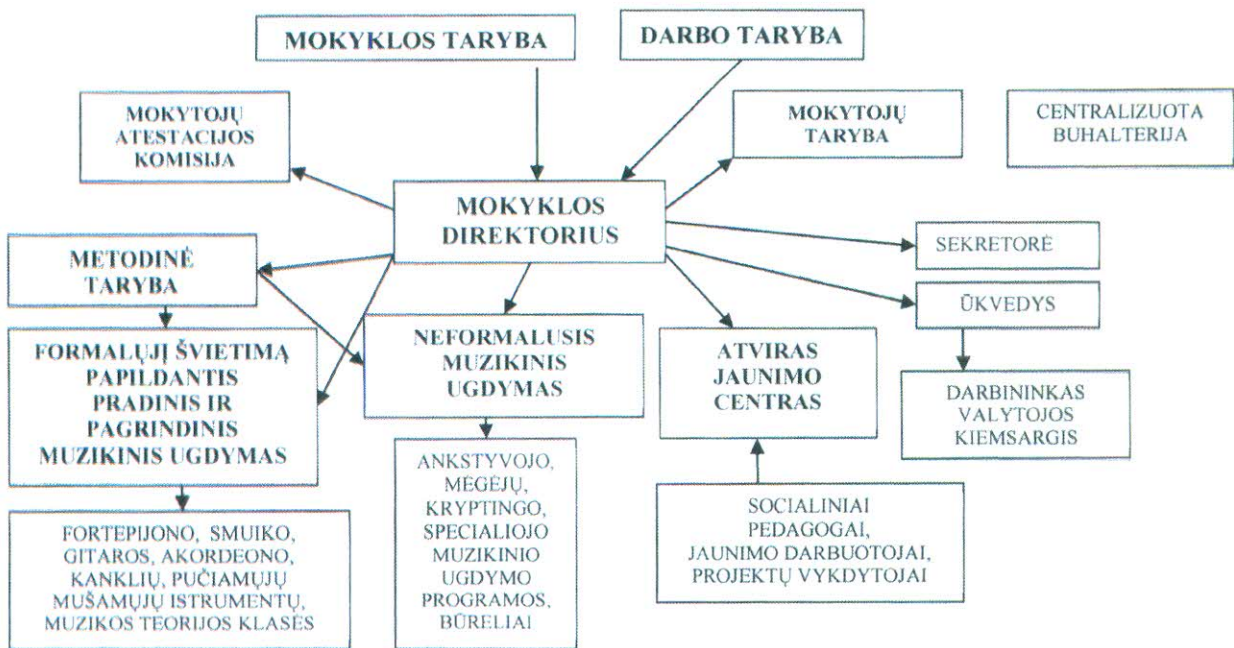 MOKYKLOS TARYBA
DARBO TARYBA
MOKYTOJŲ
ATESTACIJOS
KOMISIJA
MOKYTOJŲ
TARYBA
CENTRALIZUOTA
BUHALTERIJA
MOKYKLOS
DIREKTORIUS
METODINĖ
TARYBA
SEKRETORĖ
ŪKVEDYS
FORMALŲJĮ ŠVIETIMĄ
PAPILDANTIS
PRADINIS IR
PAGRINDINIS
MUZIKINIS UGDYMAS
NEFORMALUSIS
MUZIKINIS
UGDYMAS
ATVIRAS
JAUNIMO
CENTRAS
DARBININKAS
VALYTOJOS
KIEMSARGIS
FORTEPIJONO, SMUIKO,
GITAROS, AKORDEONO,
KANKLIŲ, PUČIAMŲJŲ
MUŠAMŲJŲ ISTRUMENTŲ,
MUZIKOS TEORIJOS KLASĖS
ANKSTYVOJO,
MĖGĖJŲ,
KRYPTINGO,
SPECIALIOJO
MUZIKINIO
UGDYMO
PROGRAMOS,
BŪRELIAI
SOCIALINIAI
PEDAGOGAI,
JAUNIMO DARBUOTOJAI,
PROJEKTŲ VYKDYTOJAI